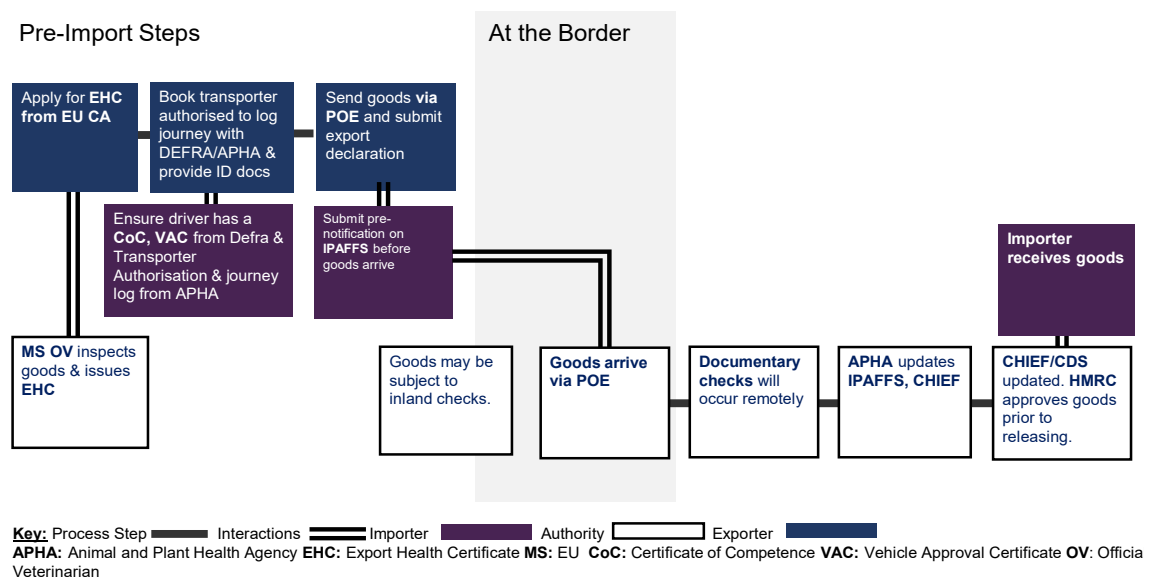 Pre-Import Steps
At the Border
Apply for EHC
from EU CA
Book transporter
authorised to log
journey with
DEFRA/APHA &
provide ID docs
Send goods via
POE and submit
export
declaration
Ensure driver has a
CoC, VAC from Defra &
Transporter
Authorisation & journey
log from APHA
Submit pre-
notification on
IPAFFS before
goods arrive
Importer
receives goods
MS OV inspects
goods & issues
EHC
Goods may be
subject to
inland checks.
Goods arrive
via POE
Documentary
checks will
occur remotely
APHA updates
IPAFFS, CHIEF
CHIEF/CDS
updated. HMRC
approves goods
prior to
releasing.
Key: Process Step Interactions Importer Authority Exporter
APHA: Animal and Plant Health Agency EHC: Export Health Certificate MS: EU CoC: Certificate of Competence VAC: Vehicle Approval Certificate OV: Officia
Veterinarian